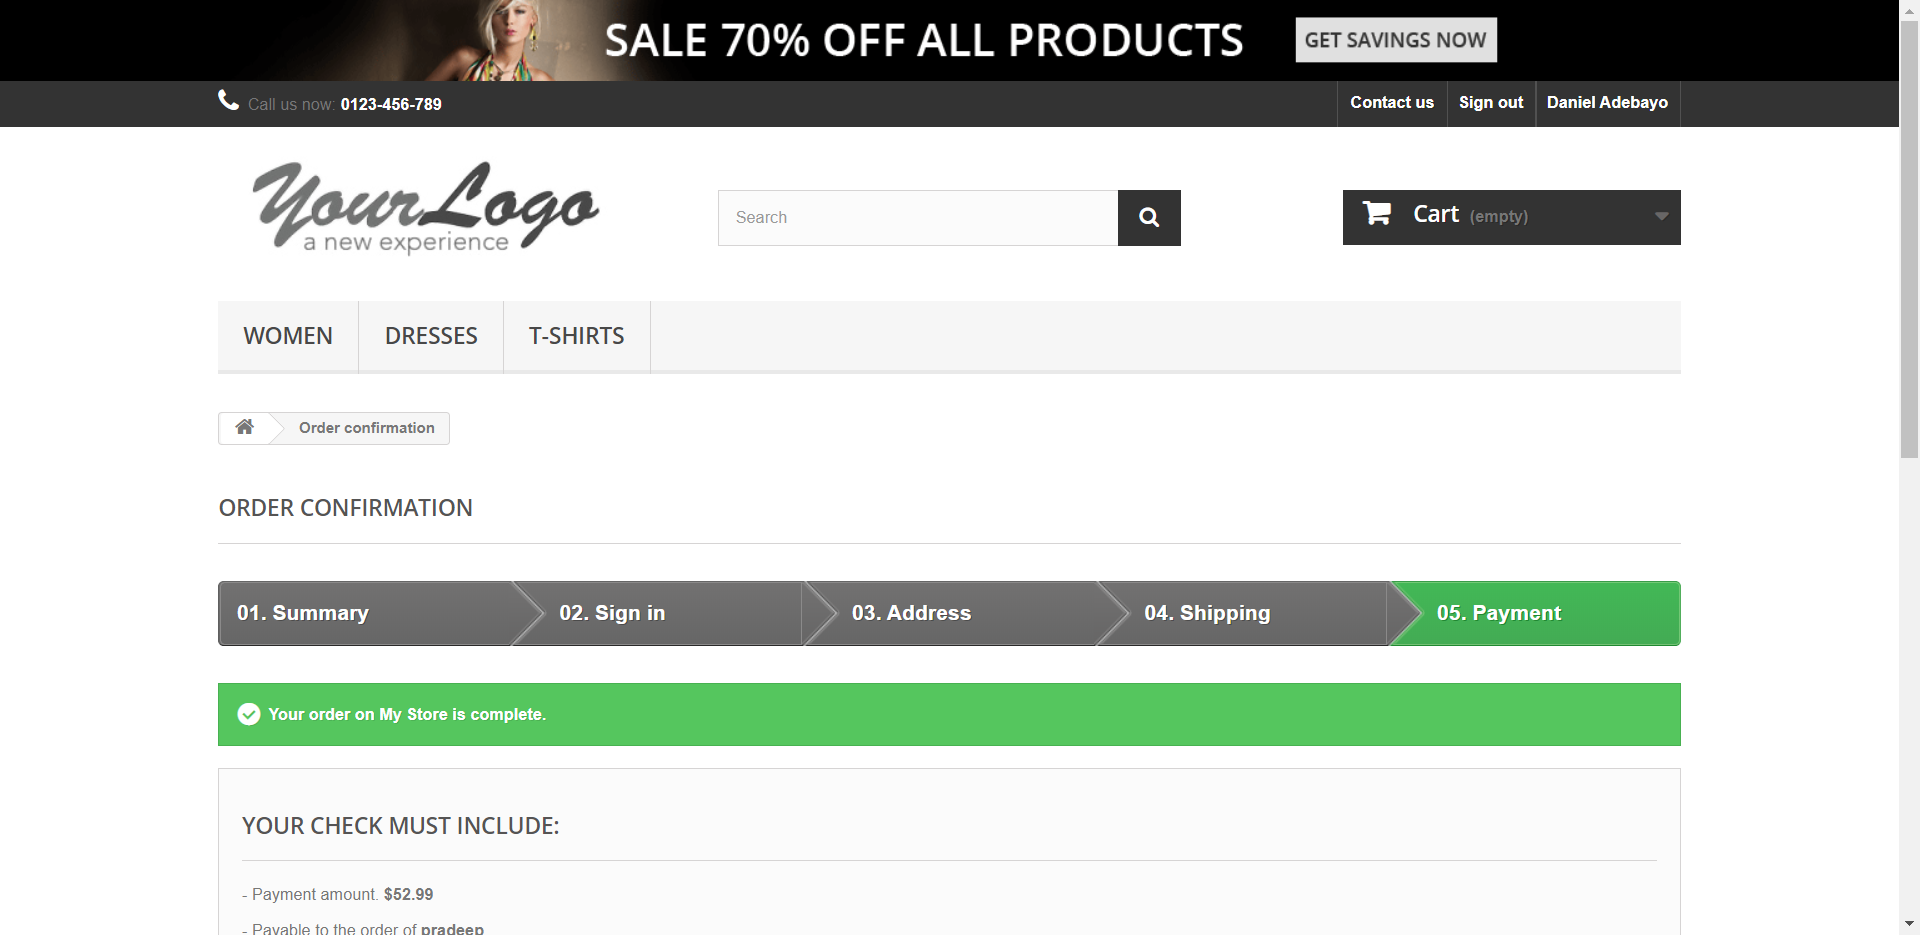 SALE 70% OFF ALL PRODUCTS GET SAVINGS NOW
Call us now: 0123-456-789 Contact us Sign out Daniel Adebayo
YourLogo
a new experience
Search
Cart (empty)
WOMEN DRESSES T-SHIRTS
Order confirmation
ORDER CONFIRMATION
01. Summary 02. Sign in 03. Address 04. Shipping 05. Payment
Your order on My Store is complete.
YOUR CHECK MUST INCLUDE:
- Payment amount. $52.99
- Payable to the order of pradeep